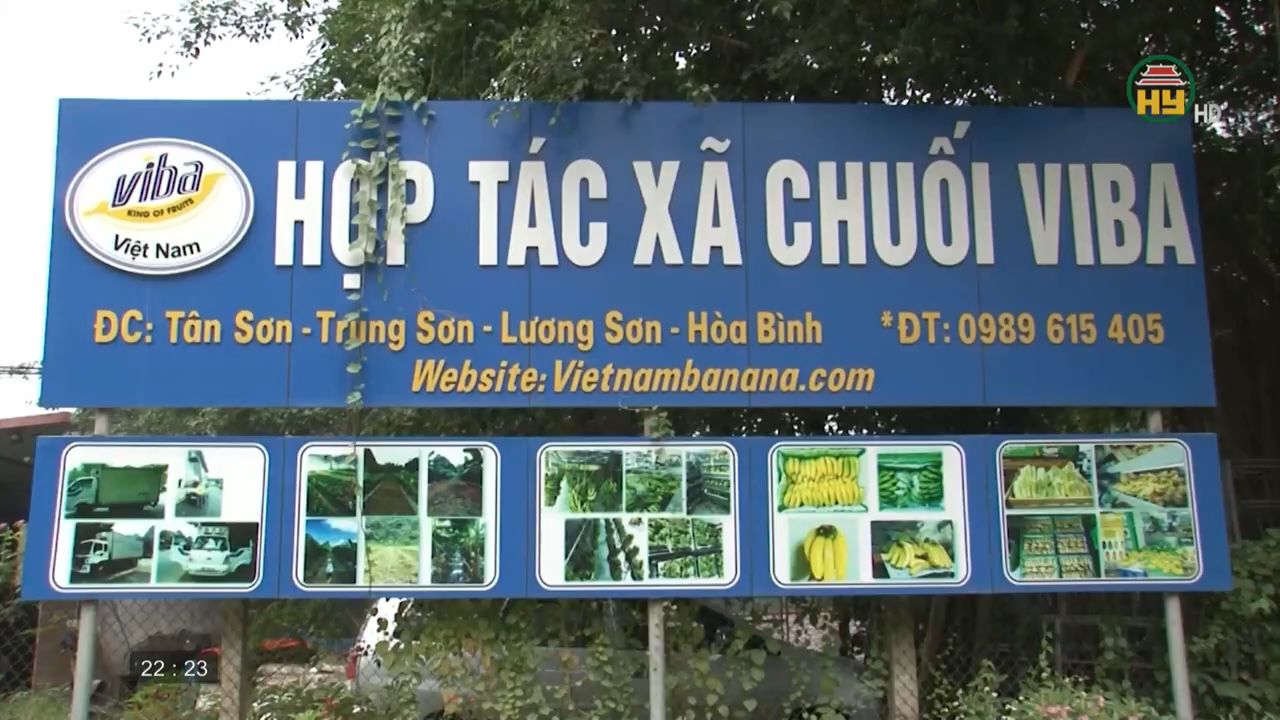 HY HD
viba
KING OF FRUITS
Việt Nam
HỢP TÁC XÃ CHUỐI VIBA
ĐC: Tân Sơn - Trung Sơn - Lương Sơn - Hòa Bình *ĐT: 0989 615 405
Website: Vietnambanana.com
22 : 23